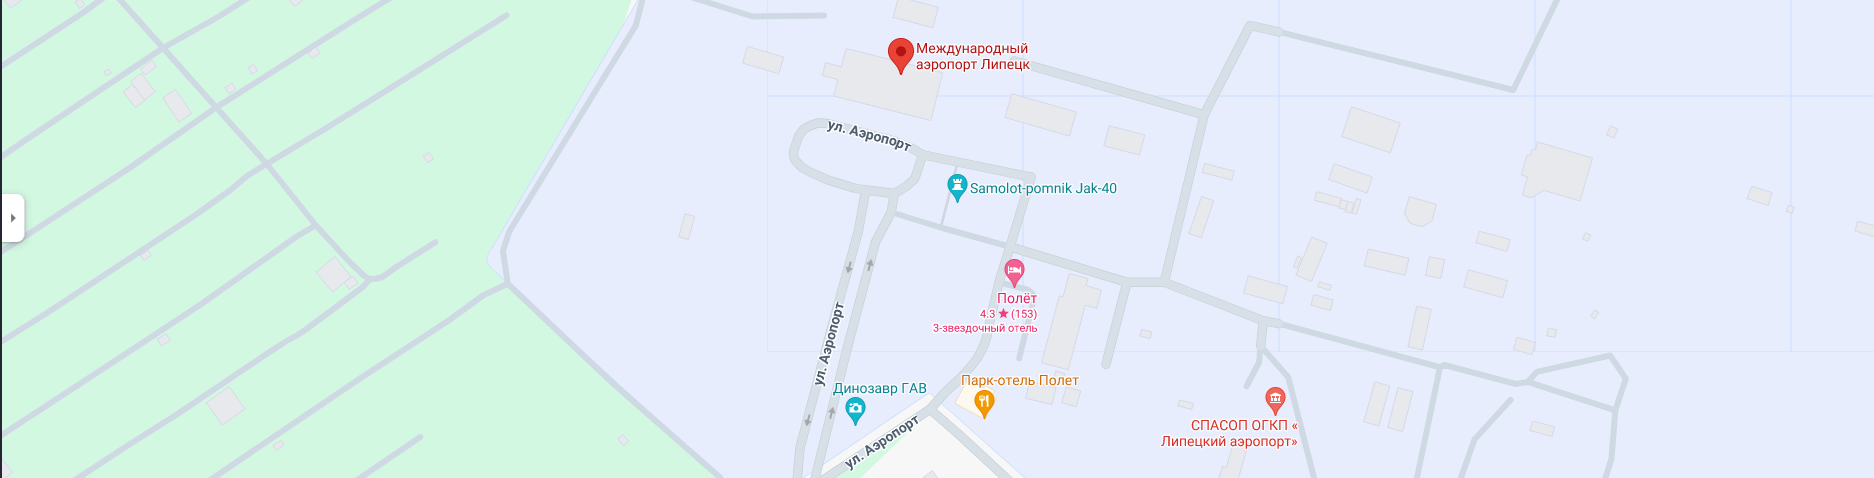 Международный
аэропорт Липецк
ул. Аэропорт
Samolot-pomnik Jak-40
Полёт
4.3 ★ (153)
3-звездочный отель
ул. Аэропорт
Динозавр ГАВ
Парк-отель Полет
ул. Аэропорт
СПАСОП ОГКП «
Липецкий аэропорт»